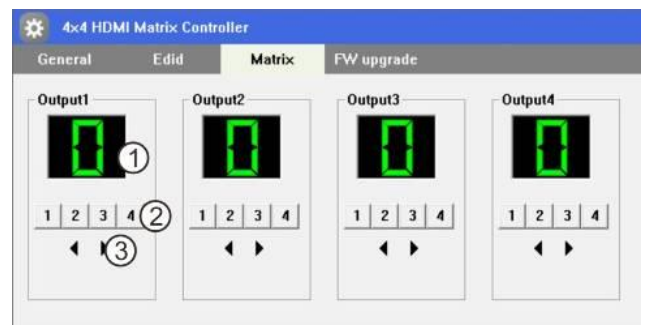 4x4 HDMI Matrix Controller
General Edid Matrix FW upgrade
Output1 Output2 Output3 Output4
0 0 0 0
1
1 2 3 4 2 1 2 3 4 1 2 3 4 1 2 3 4
3